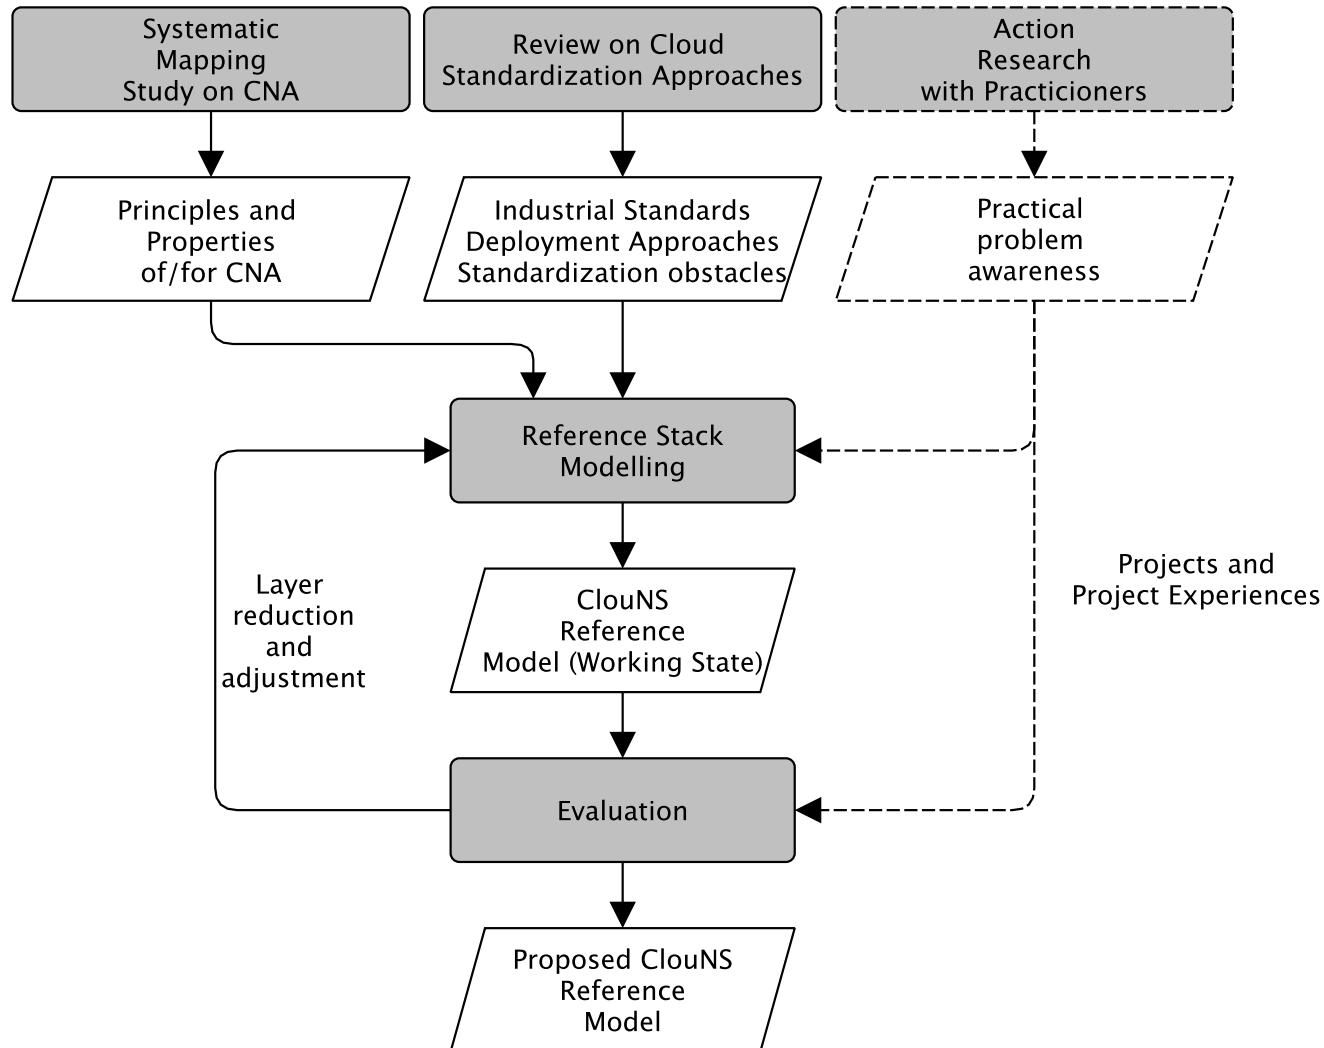 Systematic
Mapping
Study on CNA
Review on Cloud
Standardization Approaches
Action
Research
with Practicioners
Principles and
Properties
of/for CNA
Industrial Standards
Deployment Approaches
Standardization obstacles
Practical
problem
awareness
Reference Stack
Modelling
Layer
reduction
and
adjustment
ClouNS
Reference
Model (Working State)
Projects and
Project Experiences
Evaluation
Proposed ClouNS
Reference
Model